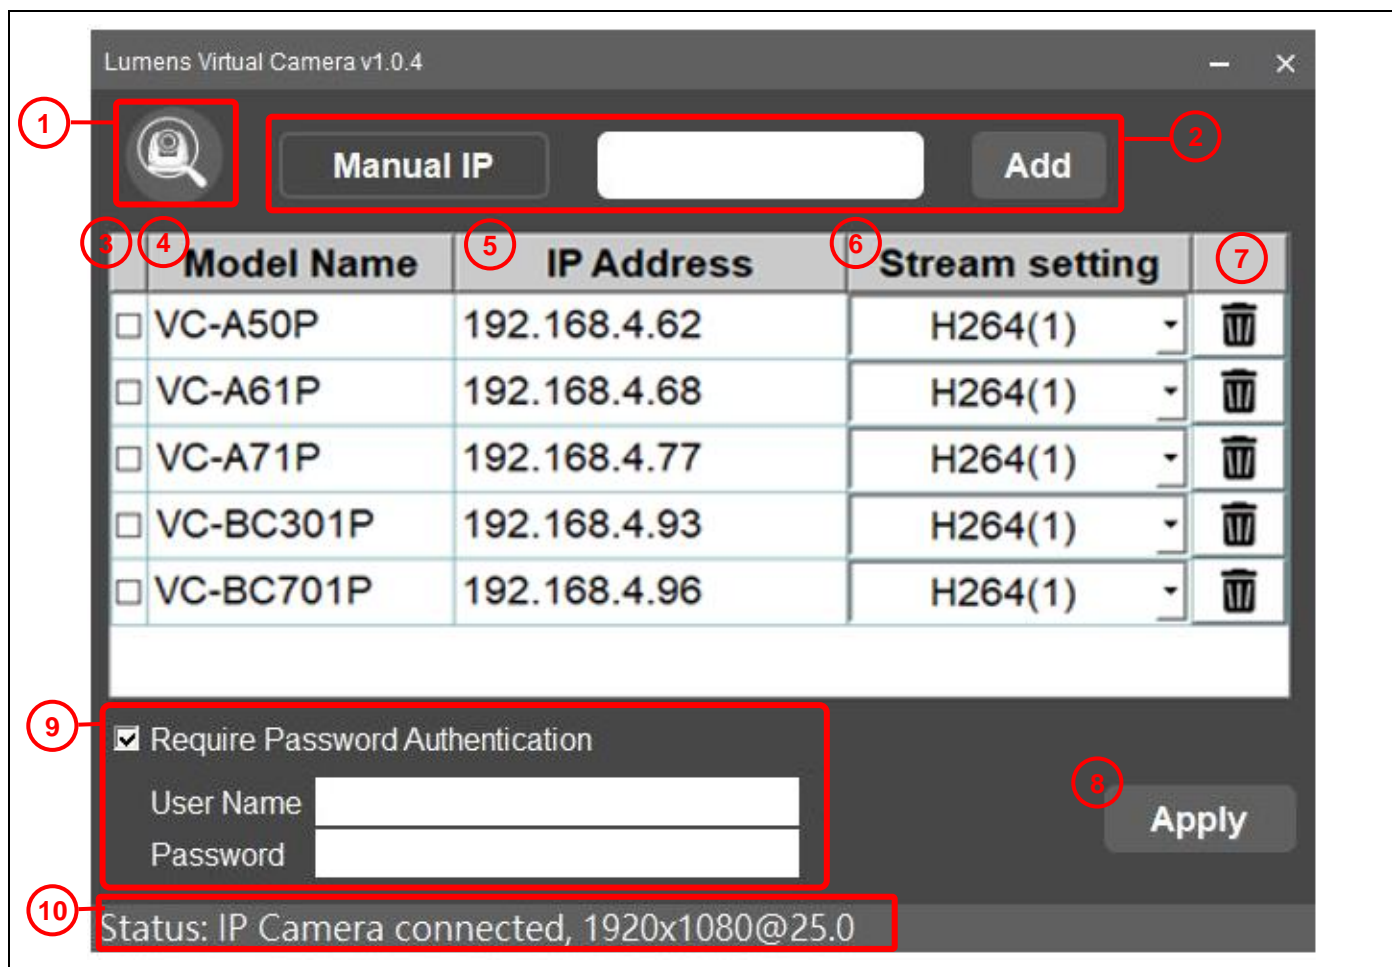 Lumens Virtual Camera v1.0.4
1
Manual IP
Add
2
3
4
Model Name
5
IP Address
6
Stream setting
7
VC-A50P 192.168.4.62 H264(1)
VC-A61P 192.168.4.68 H264(1)
VC-A71P 192.168.4.77 H264(1)
VC-BC301P 192.168.4.93 H264(1)
VC-BC701P 192.168.4.96 H264(1)
9
Require Password Authentication
User Name
Password
8
Apply
10
Status: IP Camera connected, 1920x1080@25.0